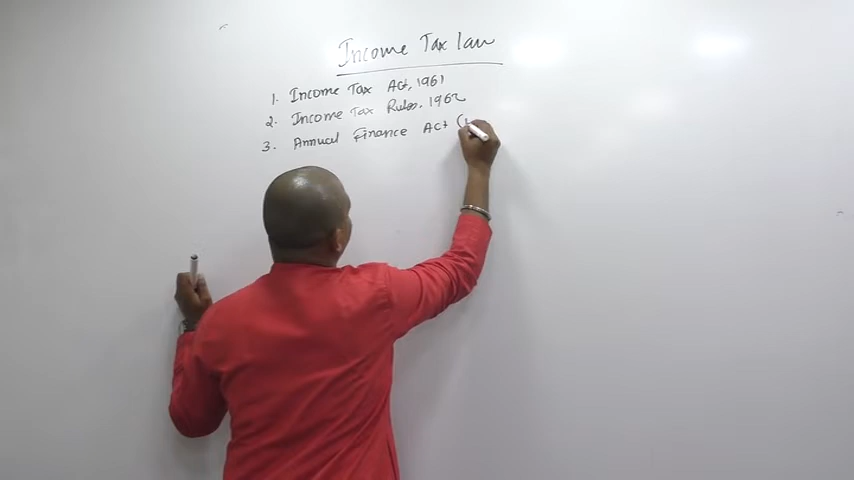 Income Tax law
1. Income Tax Act, 1961
2. Income Tax Rules, 1962
3. Annual Finance Act (